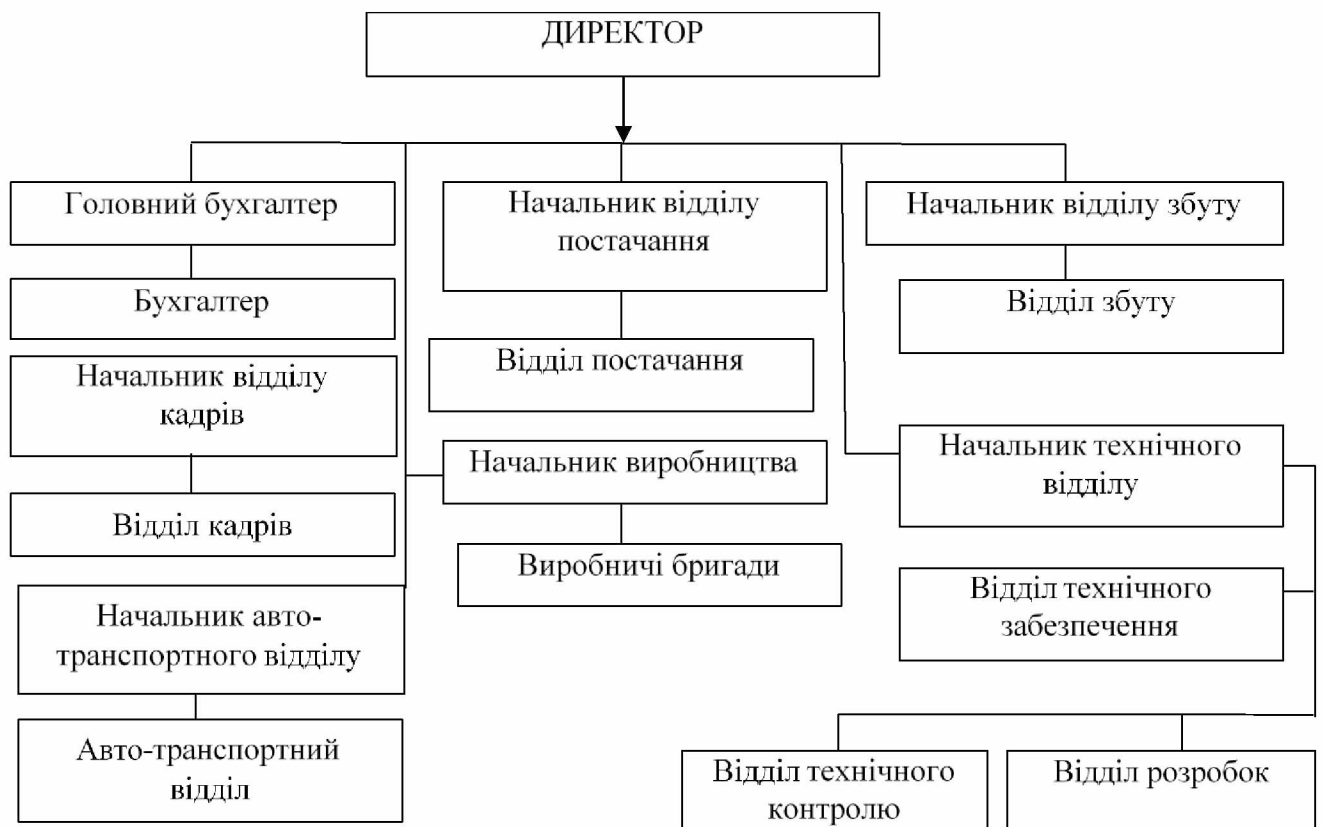 ДИРЕКТОР
Головний бухгалтер
Начальник відділу
постачання
Начальник відділу збуту
Бухгалтер
Відділ збуту
Відділ постачання
Начальник відділу
кадрів
Начальник виробництва
Начальник технічного
відділу
Відділ кадрів
Виробничі бригади
Відділ технічного
забезпечення
Начальник авто-
транспортного відділу
Авто-транспортний
відділ
Відділ технічного
контролю
Відділ розробок